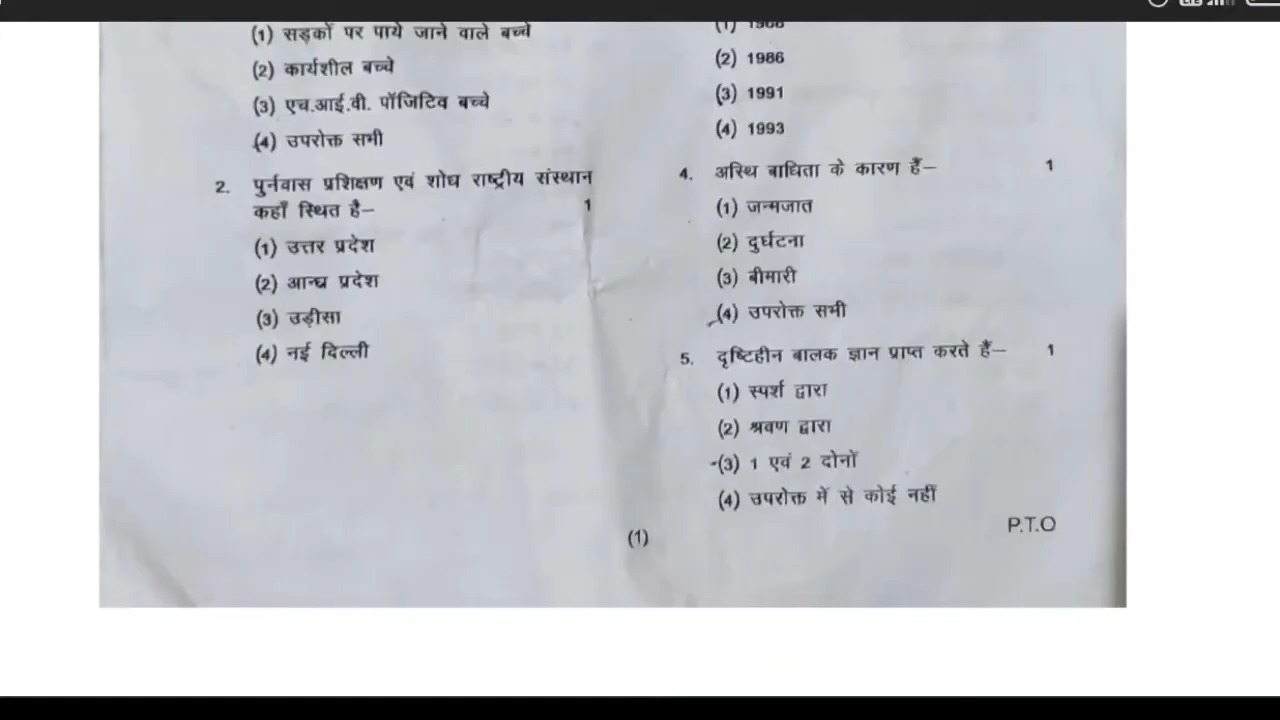 (1) सड़कों पर पाये जाने वाले बच्चे
(2) कार्यशील बच्चे
(3) एच.आई.वी. पॉजिटिव बच्चे
(4) उपरोक्त सभी
2. पुर्नवास प्रशिक्षण एवं शोध राष्ट्रीय संस्थान
कहाँ स्थित है– 1
(1) उत्तर प्रदेश
(2) आन्ध्र प्रदेश
(3) उड़ीसा
(4) नई दिल्ली
(1)
(2) 1986
(3) 1991
(4) 1993
4. अस्थि बाधिता के कारण हैं– 1
(1) जन्मजात
(2) दुर्घटना
(3) बीमारी
(4) उपरोक्त सभी
5. दृष्टिहीन बालक ज्ञान प्राप्त करते हैं– 1
(1) स्पर्श द्वारा
(2) श्रवण द्वारा
(3) 1 एवं 2 दोनों
(4) उपरोक्त में से कोई नहीं
P.T.O
(1)